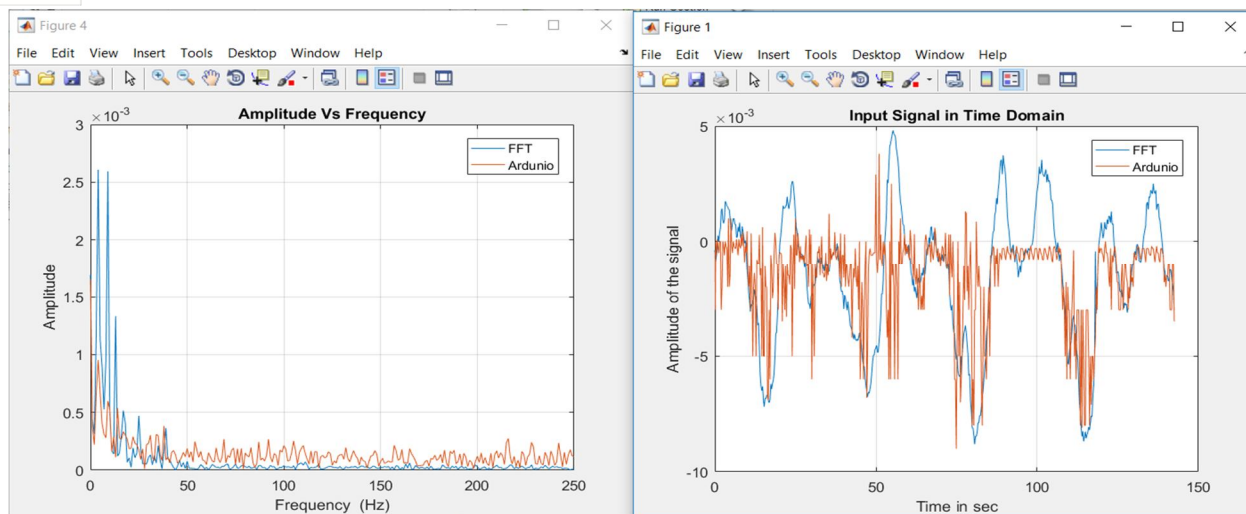 Figure 4
File Edit View Insert Tools Desktop Window Help
×10^-3
Amplitude Vs Frequency
3
2.5
2
1.5
1
0.5
0
Amplitude
FFT
Ardunio
0 50 100 150 200 250
Frequency (Hz)
Figure 1
File Edit View Insert Tools Desktop Window Help
×10^-3
Input Signal in Time Domain
5
0
-5
-10
Amplitude of the signal
FFT
Ardunio
0 50 100 150
Time in sec